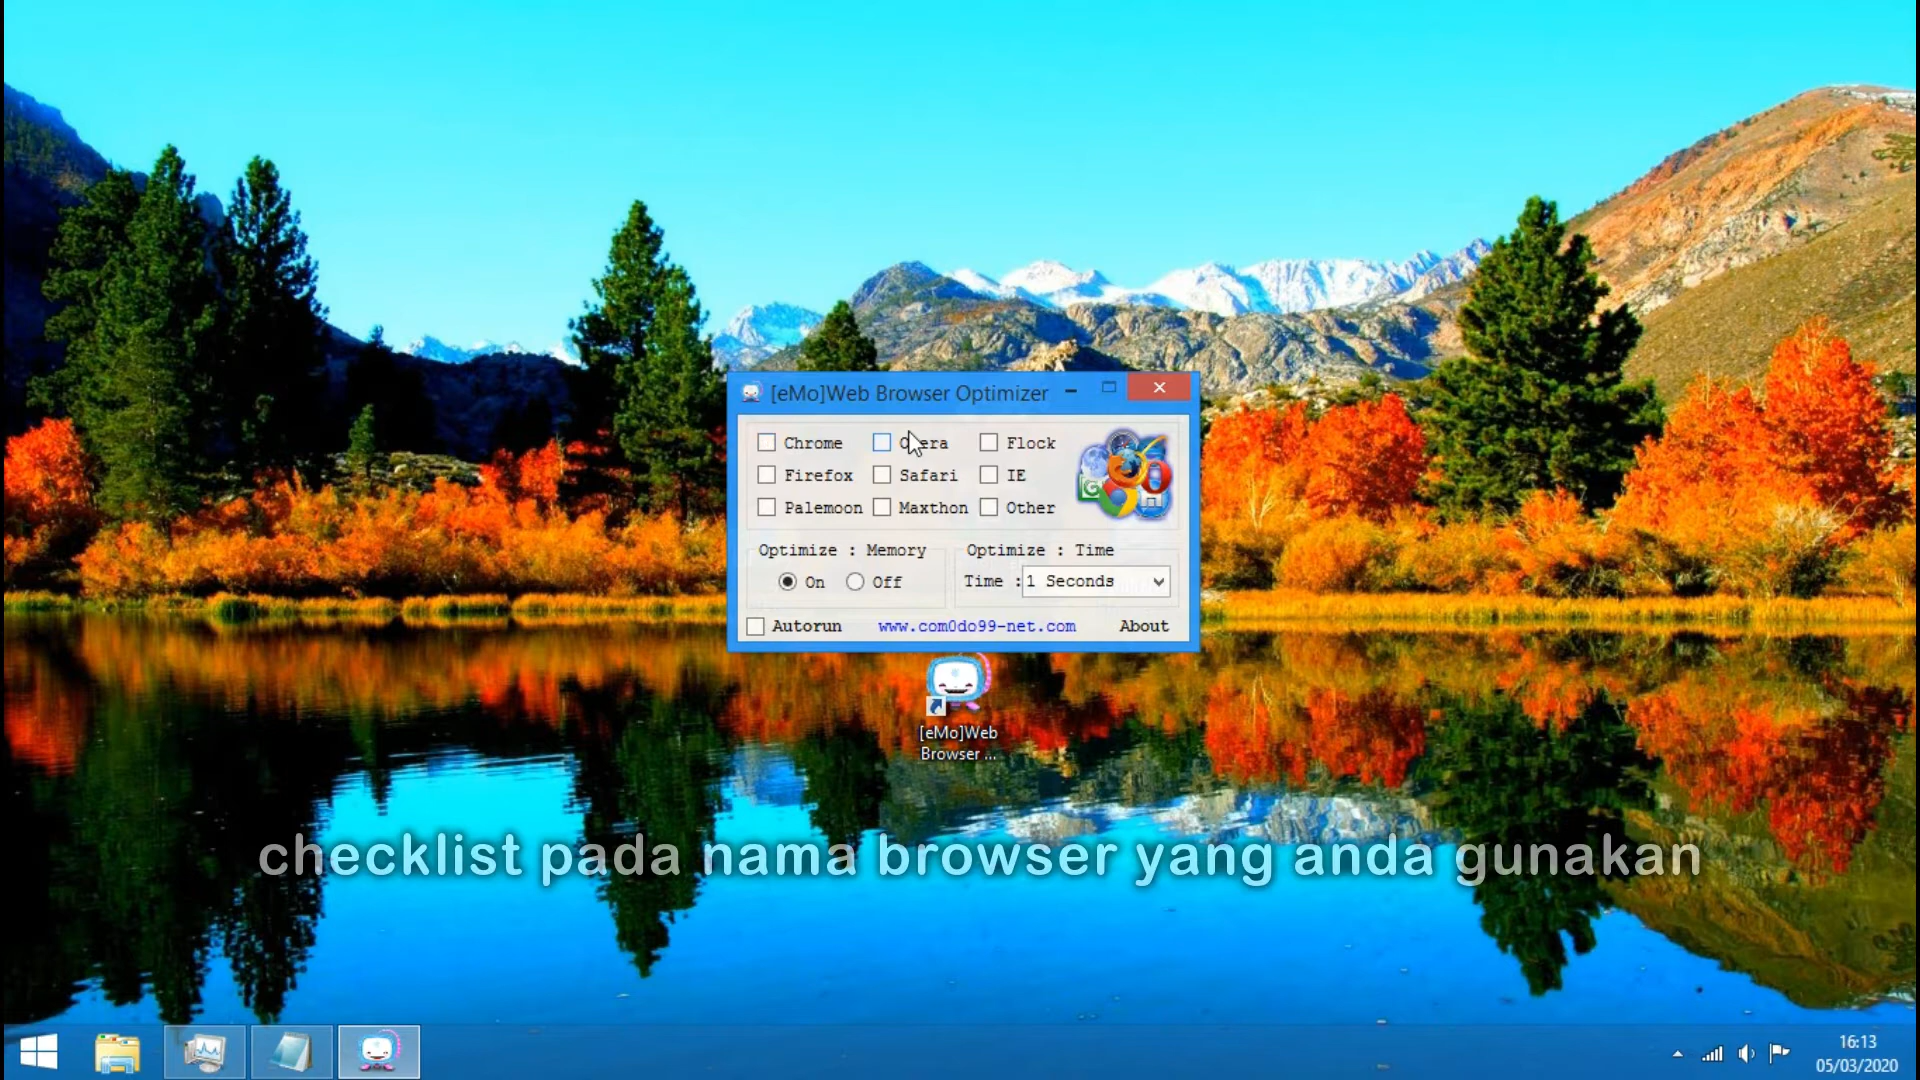 [eMo]Web Browser Optimizer
Chrome Opera Flock
Firefox Safari IE
Palemoon Maxthon Other
Optimize : Memory Optimize : Time
On Off Time : 1 Seconds
Autorun www.com0do99-net.com About
[eMo]Web
Browser ...
checklist pada nama browser yang anda gunakan
16:13
05/03/2020